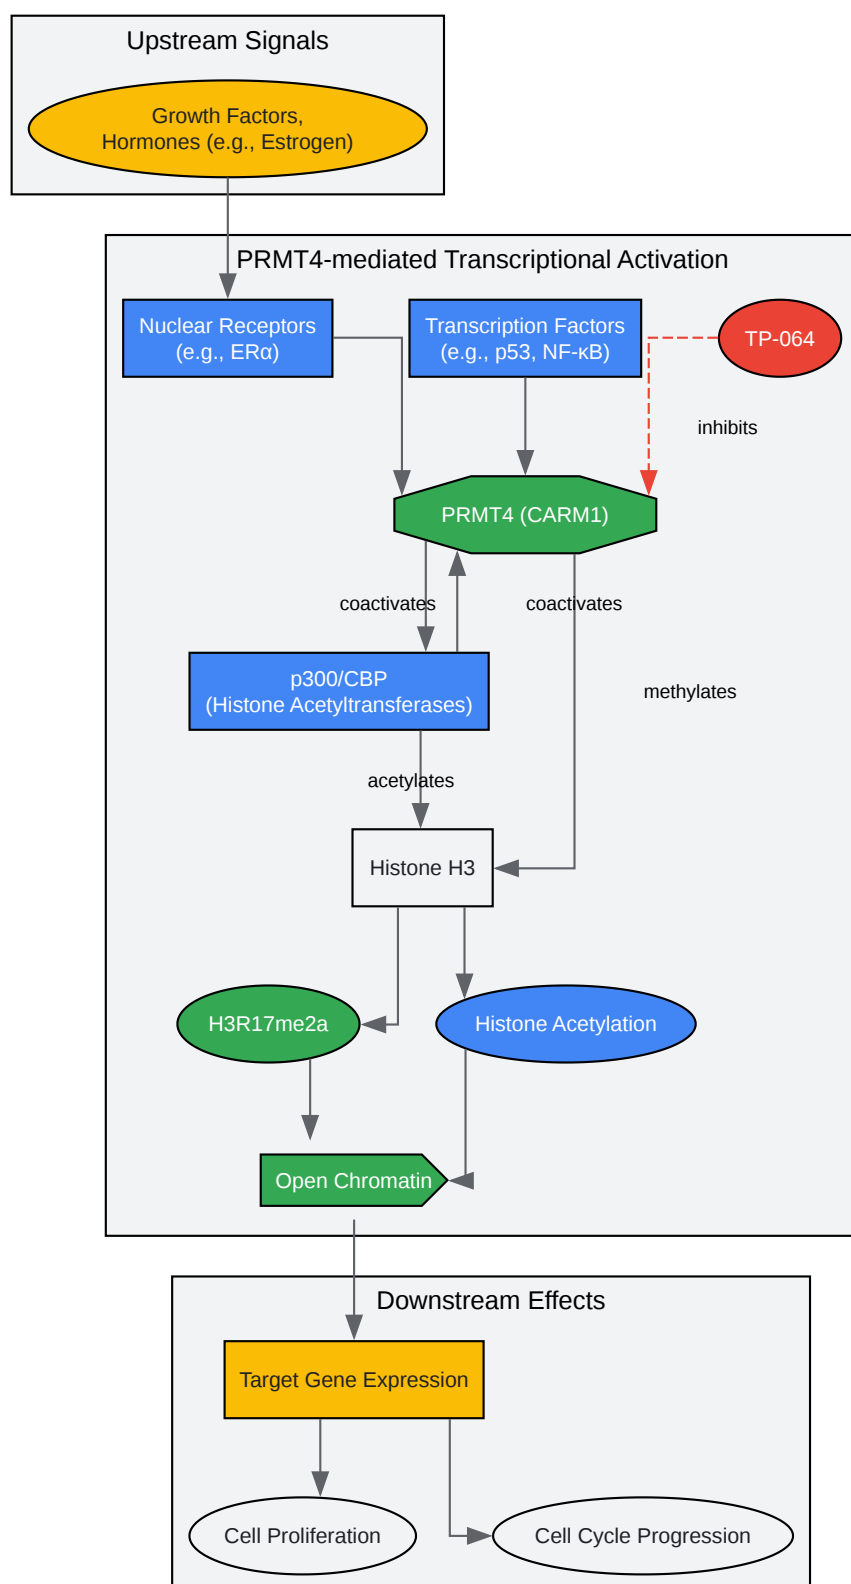 Upstream Signals
Growth Factors,
Hormones (e.g., Estrogen)
PRMT4-mediated Transcriptional Activation
Nuclear Receptors
(e.g., ERα)
Transcription Factors
(e.g., p53, NF-κB)
TP-064
inhibits
PRMT4 (CARM1)
coactivates
coactivates
p300/CBP
(Histone Acetyltransferases)
methylates
acetylates
Histone H3
H3R17me2a
Histone Acetylation
Open Chromatin
Downstream Effects
Target Gene Expression
Cell Proliferation
Cell Cycle Progression